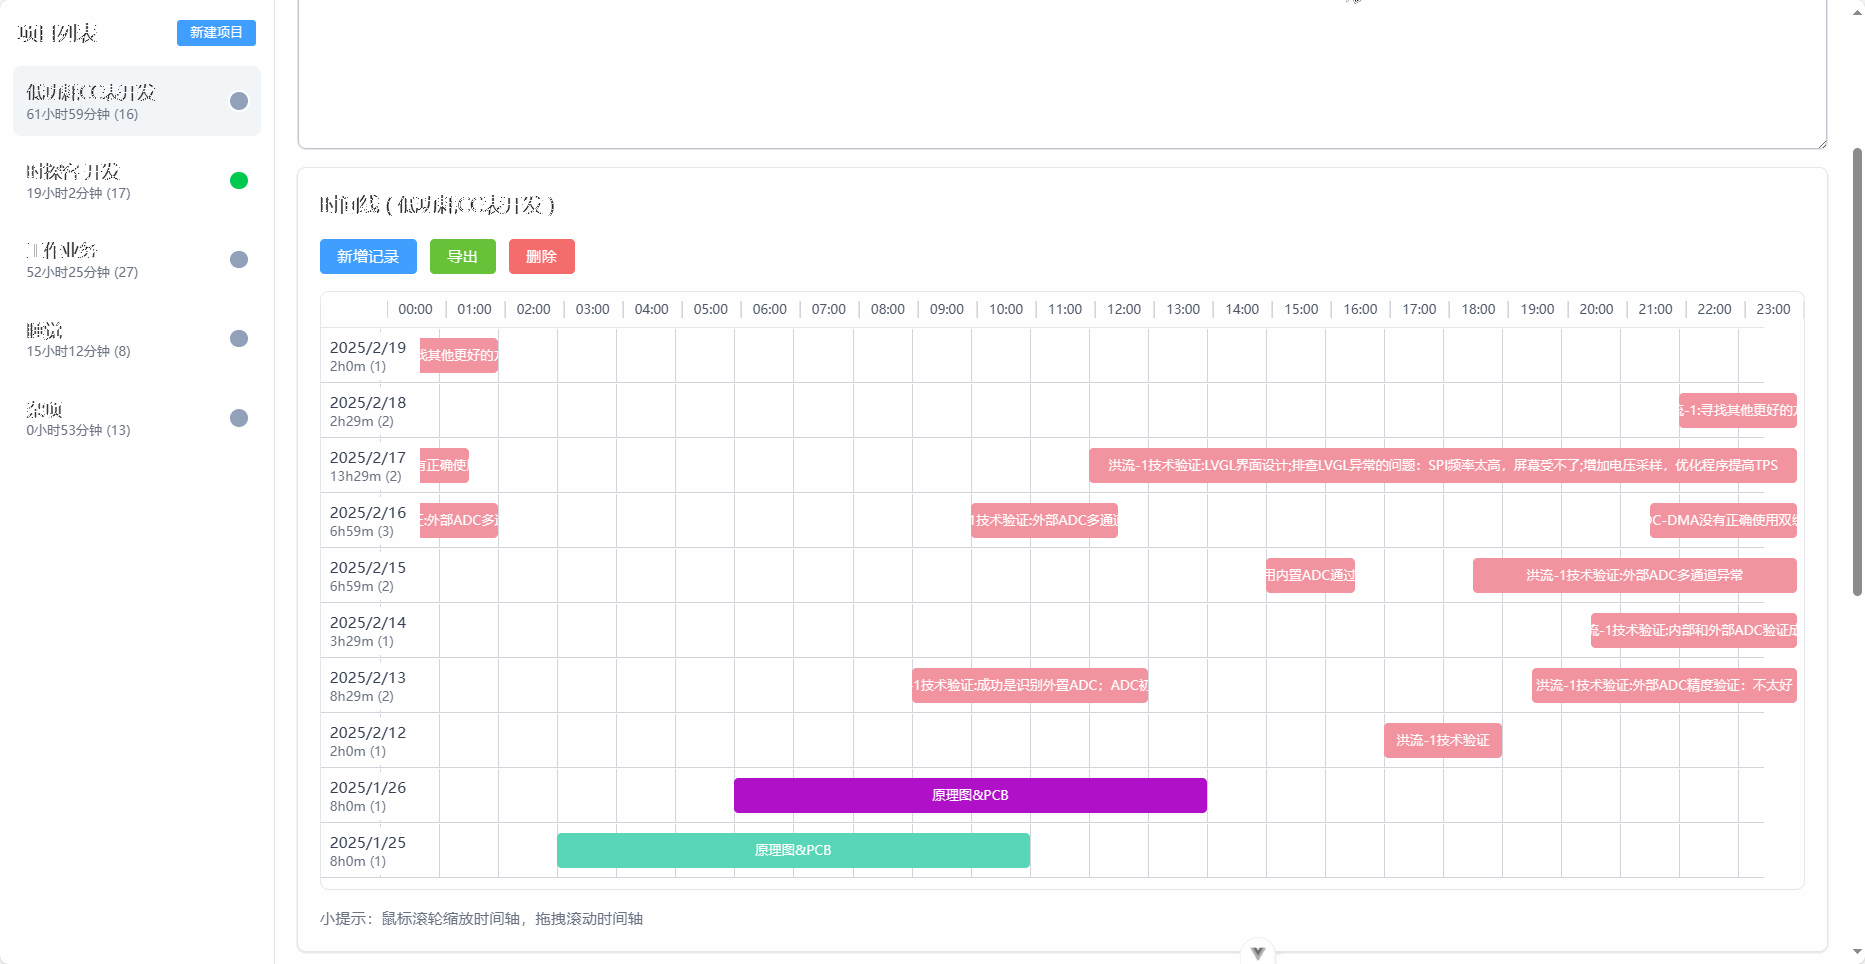 项目列表
新建项目
低功耗CC表开发
61小时59分钟 (16)
时探客开发
19小时2分钟 (17)
工作业务
52小时25分钟 (27)
睡觉
15小时12分钟 (8)
杂项
0小时53分钟 (13)
时间线 ( 低功耗CC表开发 )
新增记录 导出 删除
00:00 01:00 02:00 03:00 04:00 05:00 06:00 07:00 08:00 09:00 10:00 11:00 12:00 13:00 14:00 15:00 16:00 17:00 18:00 19:00 20:00 21:00 22:00 23:00
2025/2/19
2h0m (1)
找其他更好的方
2025/2/18
2h29m (2)
流-1:寻找其他更好的方
2025/2/17
13h29m (2)
有正确使用
洪流-1技术验证:LVGL界面设计;排查LVGL异常的问题：SPI频率太高，屏幕受不了;增加电压采样，优化程序提高TPS
2025/2/16
6h59m (3)
证:外部ADC多通
1技术验证:外部ADC多通道
DC-DMA没有正确使用双缓
2025/2/15
6h59m (2)
用内置ADC通过
洪流-1技术验证:外部ADC多通道异常
2025/2/14
3h29m (1)
流-1技术验证:内部和外部ADC验证成
2025/2/13
8h29m (2)
-1技术验证:成功是识别外置ADC；ADC初
洪流-1技术验证:外部ADC精度验证：不太好
2025/2/12
2h0m (1)
洪流-1技术验证
2025/1/26
8h0m (1)
原理图&PCB
2025/1/25
8h0m (1)
原理图&PCB
小提示：鼠标滚轮缩放时间轴，拖拽滚动时间轴